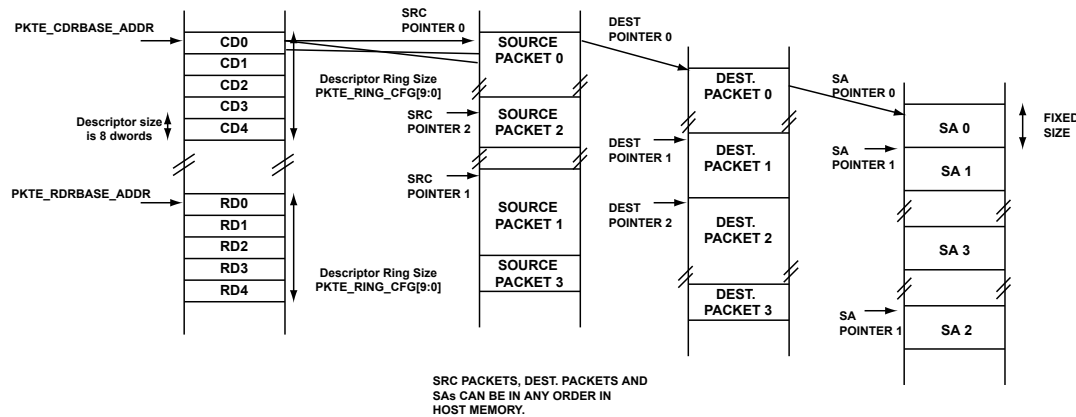 PKTE_CDRBASE_ADDR
CD0
CD1
CD2
CD3
CD4
Descriptor size
is 8 dwords
Descriptor Ring Size
PKTE_RING_CFG[9:0]
PKTE_RDRBASE_ADDR
RD0
RD1
RD2
RD3
RD4
Descriptor Ring Size
PKTE_RING_CFG[9:0]
SRC
POINTER 0
SOURCE
PACKET 0
SRC
POINTER 2
SOURCE
PACKET 2
SRC
POINTER 1
SOURCE
PACKET 1
SOURCE
PACKET 3
DEST
POINTER 0
DEST.
PACKET 0
DEST
POINTER 1
DEST.
PACKET 1
DEST
POINTER 2
DEST.
PACKET 2
DEST.
PACKET 3
SA
POINTER 0
SA 0
FIXED
SIZE
SA
POINTER 1
SA 1
SA 3
SA
POINTER 1
SA 2
SRC PACKETS, DEST. PACKETS AND
SAs CAN BE IN ANY ORDER IN
HOST MEMORY.